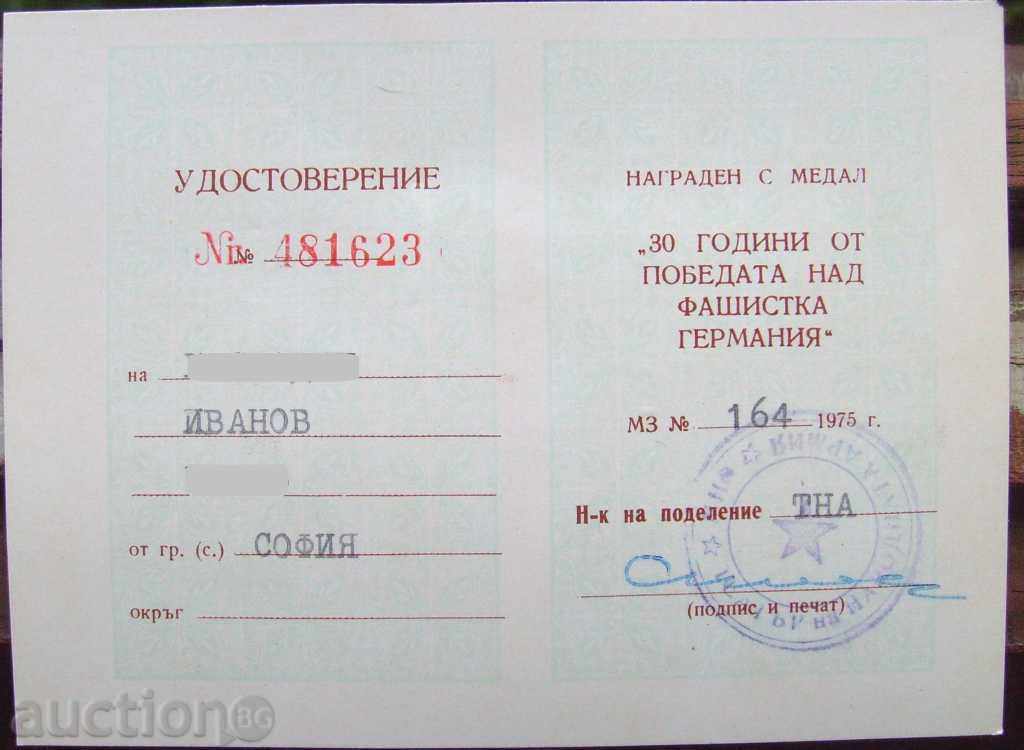 УДОСТОВЕРЕНИЕ
№ № 481623
на
ИВАНОВ
от гр. (с.) СОФИЯ
окръг
НАГРАДЕН С МЕДАЛ
„30 ГОДИНИ ОТ
ПОБЕДАТА НАД
ФАШИСТКА
ГЕРМАНИЯ“
МЗ № 164 1975 г.
Н-к на поделение ТНА
(подпис и печат)
auction BG